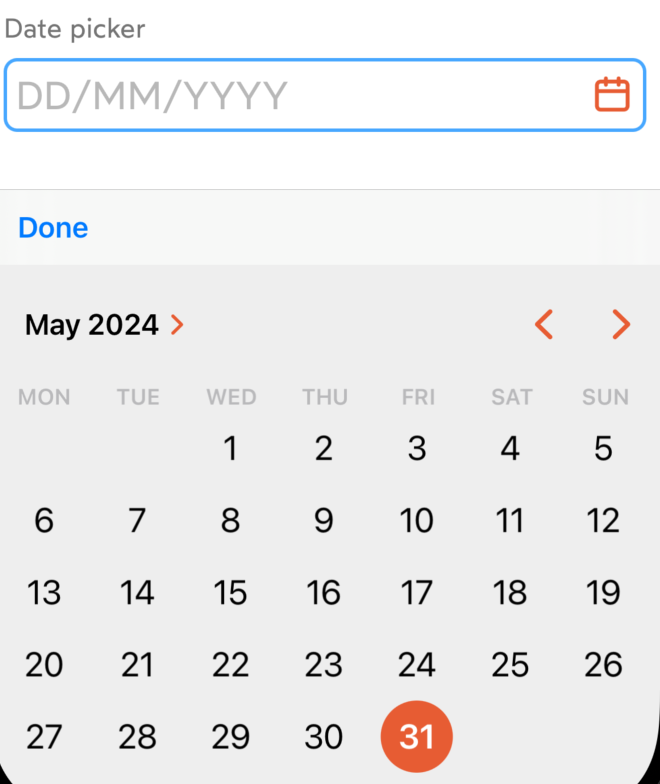 Date picker
DD/MM/YYYY
Done
May 2024
MON TUE WED THU FRI SAT SUN
1 2 3 4 5
6 7 8 9 10 11 12
13 14 15 16 17 18 19
20 21 22 23 24 25 26
27 28 29 30 31